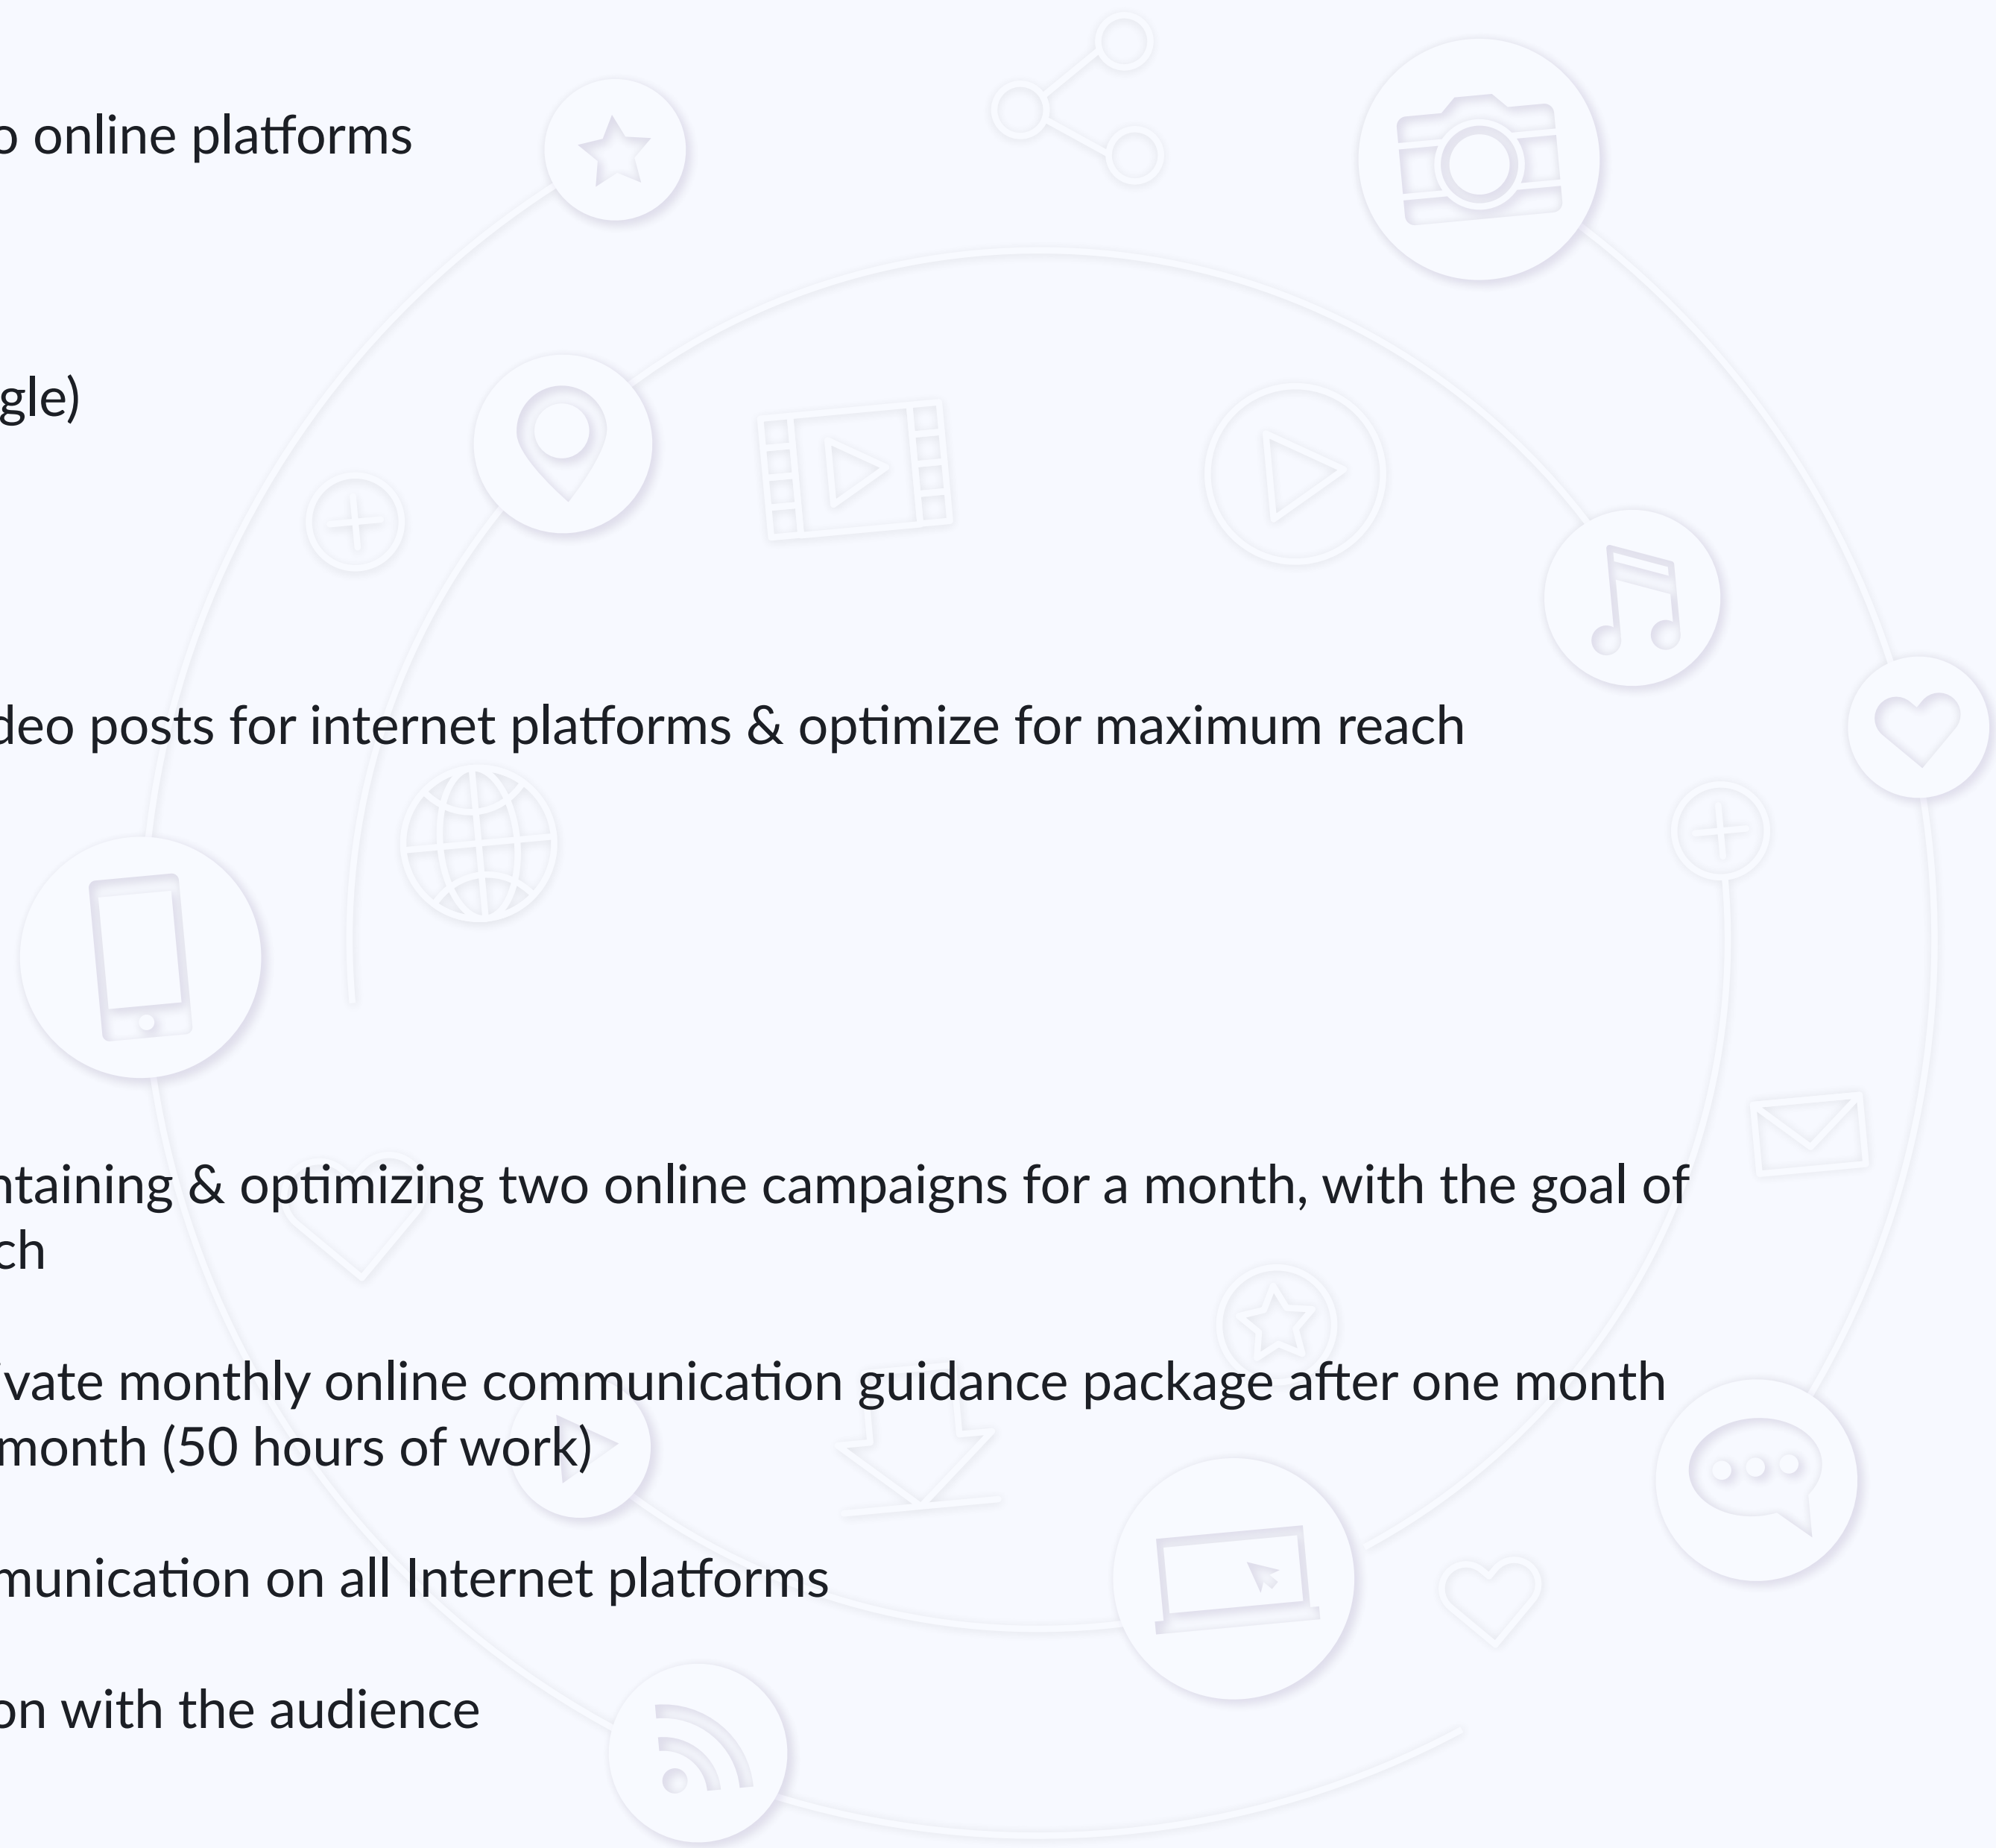 o online platforms
gle)
deo posts for internet platforms & optimize for maximum reach
ntaining & optimizing two online campaigns for a month, with the goal of
ch
ivate monthly online communication guidance package after one month
month (50 hours of work)
munication on all Internet platforms
on with the audience